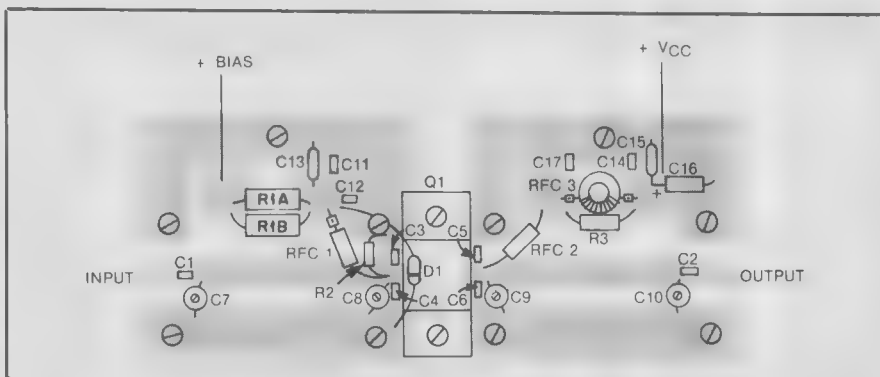 + BIAS
+ VCC
C13
C11
C12
Q1
C17
C14
C15
C16
+
RFC 3
R1A
R1B
RFC 1
C3
C5
RFC 2
R3
INPUT
C1
C7
R2
C8
D1
C4
C6
C9
C2
C10
OUTPUT